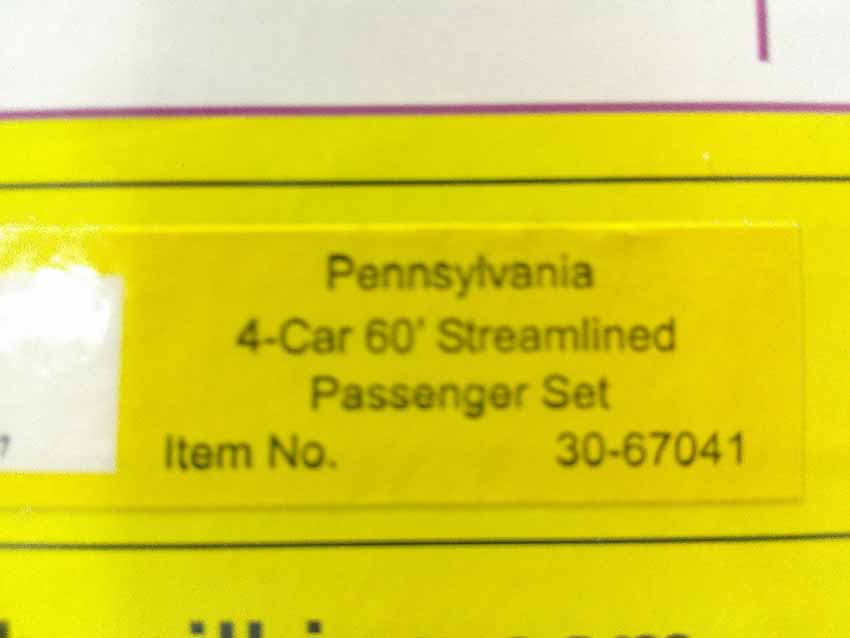 Pennsylvania
4-Car 60' Streamlined
Passenger Set
Item No. 30-67041